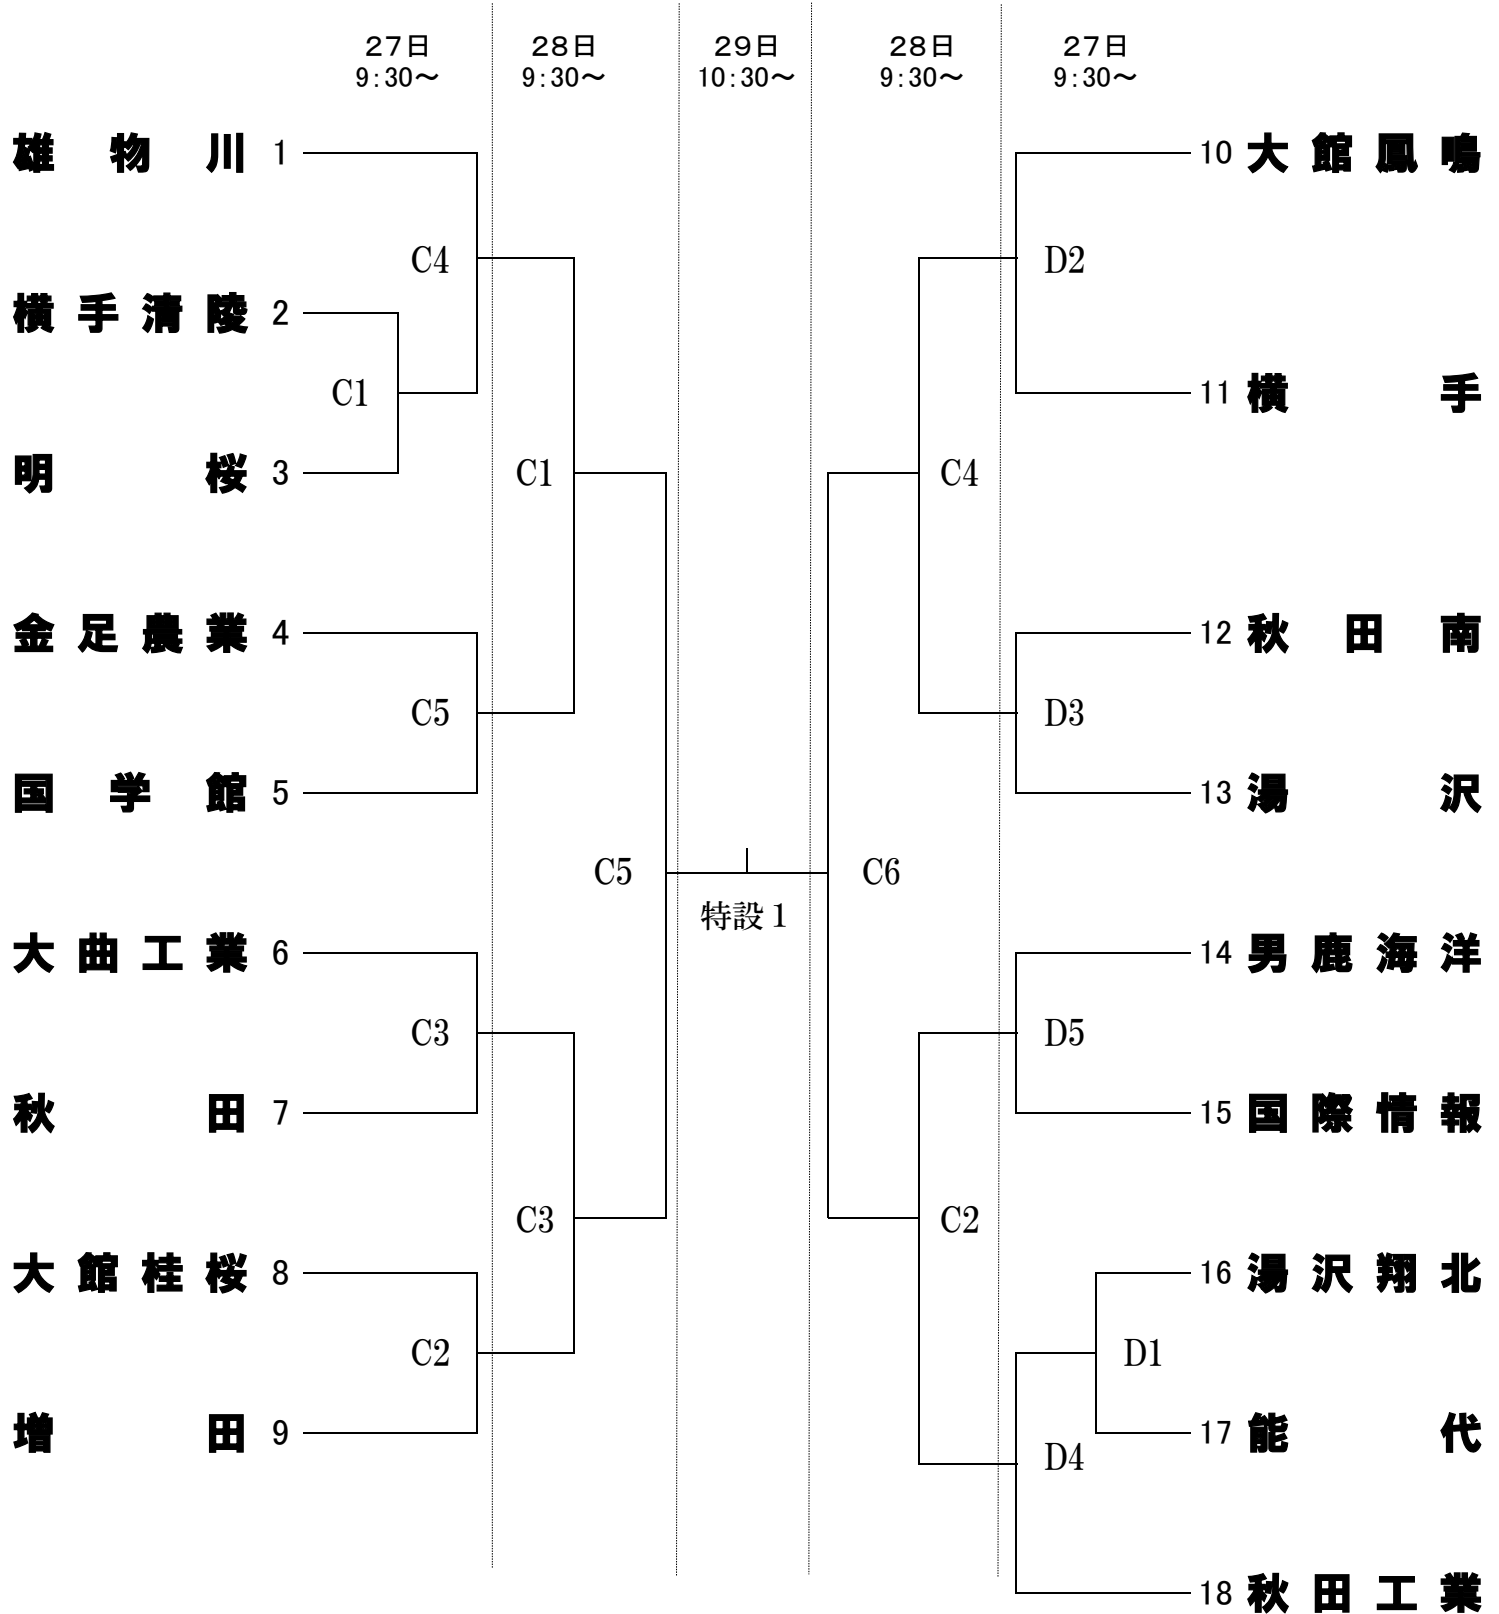 27日 28日 29日 28日 27日
9:30～ 9:30～ 10:30～ 9:30～ 9:30～
雄物川 1 10 大館鳳鳴
C4 D2
横手清陵 2
C1 11 横手
明桜 3 C1 C4
金足農業 4 12 秋田南
C5 D3
国学館 5 13 湯沢
C5 C6
特設1
大曲工業 6 14 男鹿海洋
C3 D5
秋田 7 15 国際情報
C3 C2
大館桂桜 8 16 湯沢翔北
C2 D1
増田 9 17 能代
D4
18 秋田工業